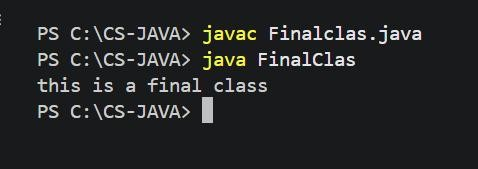 PS C:\CS-JAVA> javac Finalclas.java
PS C:\CS-JAVA> java FinalClas
this is a final class
PS C:\CS-JAVA>